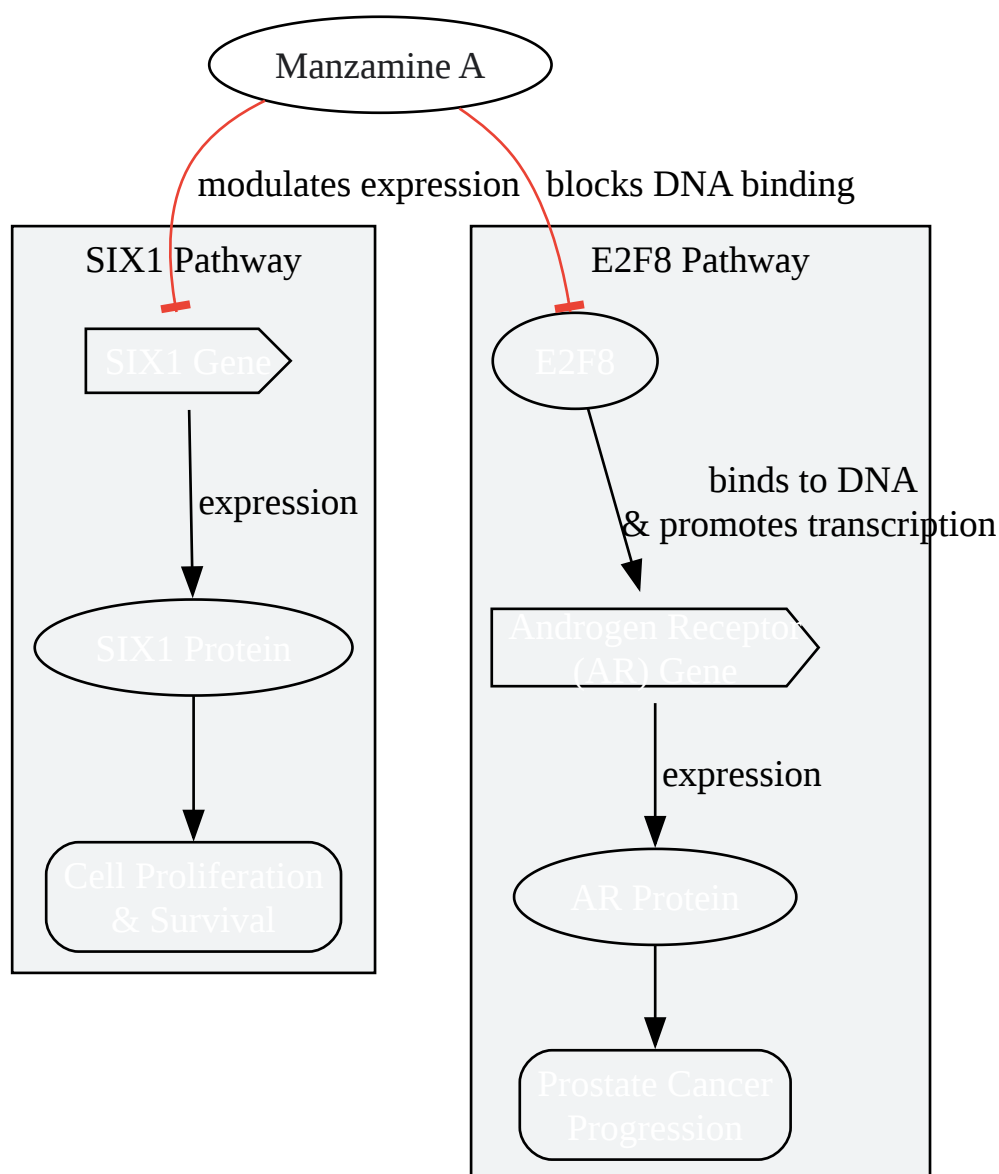 Manzamine A
modulates expression
blocks DNA binding
SIX1 Pathway
SIX1 Gene
expression
SIX1 Protein
Cell Proliferation
& Survival
E2F8 Pathway
E2F8
binds to DNA
& promotes transcription
Androgen Receptor
(AR) Gene
expression
AR Protein
Prostate Cancer
Progression